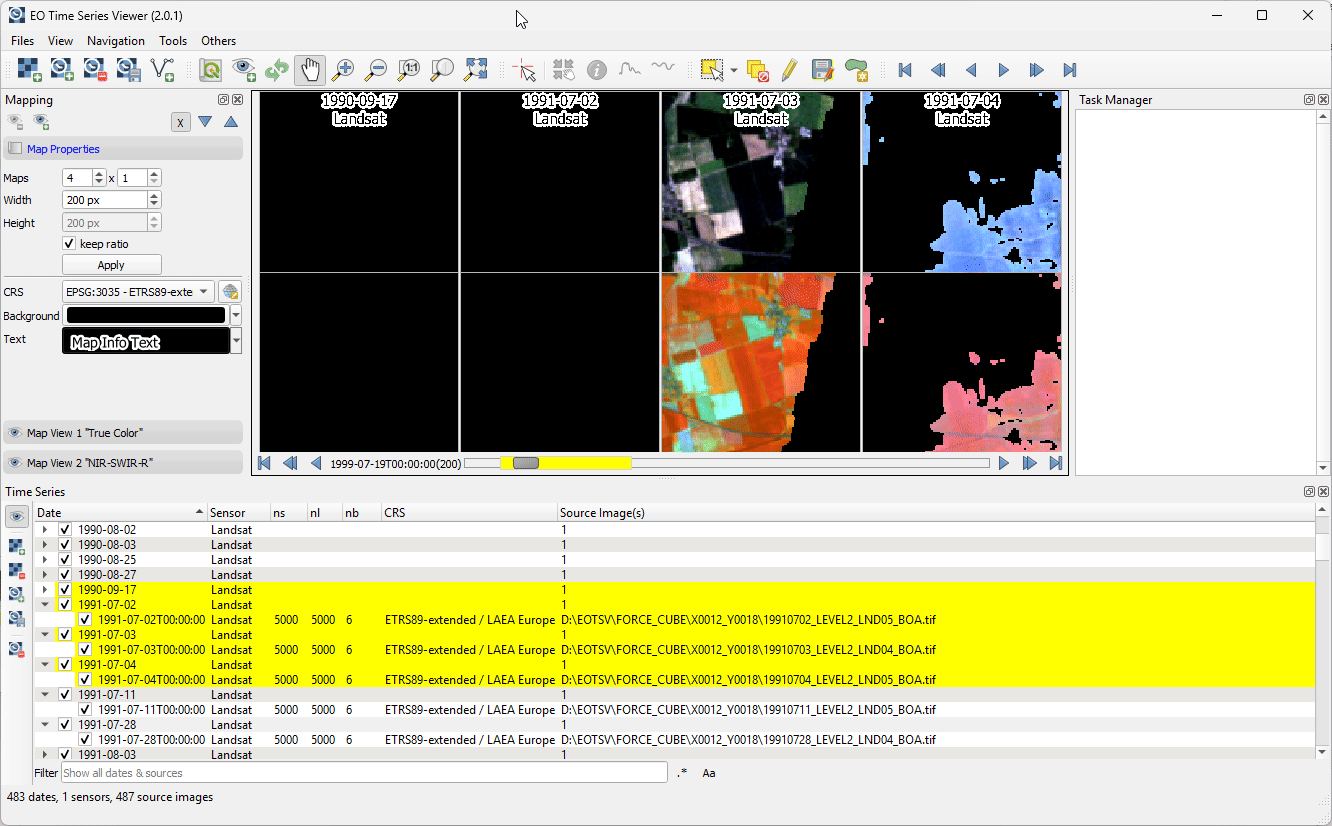 EO Time Series Viewer (2.0.1)
Files View Navigation Tools Others
1:1
Mapping
x
Map Properties
Maps 4 x 1
Width 200 px
Height 200 px
keep ratio
Apply
CRS EPSG:3035 - ETRS89-exte
Background
Text Map Info Text
Map View 1 "True Color"
Map View 2 "NIR-SWIR-R"
1990-09-17 1991-07-02 1991-07-03 1991-07-04
Landsat Landsat Landsat Landsat
1999-07-19T00:00:00(200)
Task Manager
Time Series
Date Sensor ns nl nb CRS Source Image(s)
1990-08-02 Landsat 1
1990-08-03 Landsat 1
1990-08-25 Landsat 1
1990-08-27 Landsat 1
1990-09-17 Landsat 1
1991-07-02 Landsat 1
1991-07-02T00:00:00 Landsat 5000 5000 6 ETRS89-extended / LAEA Europe D:\EOTSV\FORCE_CUBE\X0012_Y0018\19910702_LEVEL2_LND05_BOA.tif
1991-07-03 Landsat 1
1991-07-03T00:00:00 Landsat 5000 5000 6 ETRS89-extended / LAEA Europe D:\EOTSV\FORCE_CUBE\X0012_Y0018\19910703_LEVEL2_LND04_BOA.tif
1991-07-04 Landsat 1
1991-07-04T00:00:00 Landsat 5000 5000 6 ETRS89-extended / LAEA Europe D:\EOTSV\FORCE_CUBE\X0012_Y0018\19910704_LEVEL2_LND05_BOA.tif
1991-07-11 Landsat 1
1991-07-11T00:00:00 Landsat 5000 5000 6 ETRS89-extended / LAEA Europe D:\EOTSV\FORCE_CUBE\X0012_Y0018\19910711_LEVEL2_LND05_BOA.tif
1991-07-28 Landsat 1
1991-07-28T00:00:00 Landsat 5000 5000 6 ETRS89-extended / LAEA Europe D:\EOTSV\FORCE_CUBE\X0012_Y0018\19910728_LEVEL2_LND04_BOA.tif
1991-08-03 Landsat 1
Filter Show all dates & sources .* Aa
483 dates, 1 sensors, 487 source images